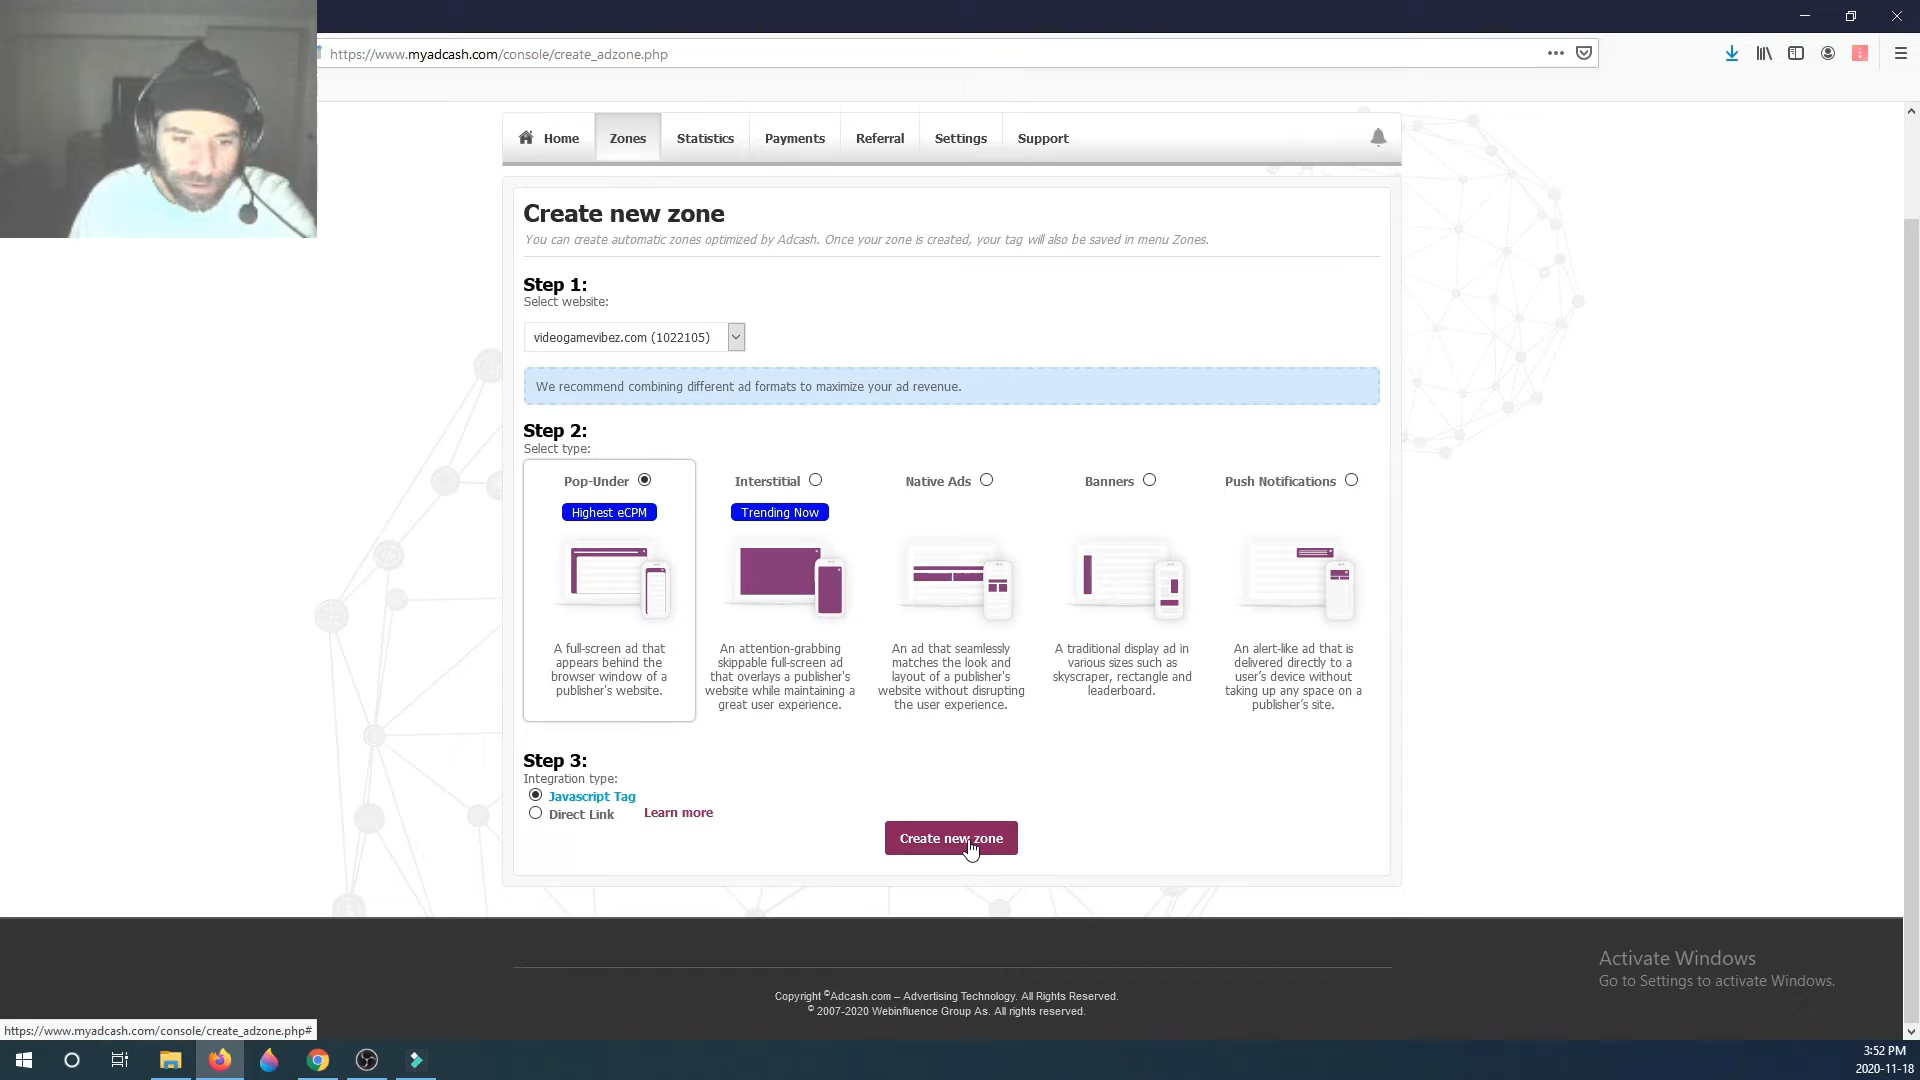 https://www.myadcash.com/console/create_adzone.php
Home Zones Statistics Payments Referral Settings Support
Create new zone
You can create automatic zones optimized by Adcash. Once your zone is created, your tag will also be saved in menu Zones.
Step 1:
Select website:
videogamevibez.com (1022105)
We recommend combining different ad formats to maximize your ad revenue.
Step 2:
Select type:
Pop-Under
Highest eCPM
A full-screen ad that
appears behind the
browser window of a
publisher's website.
Interstitial
Trending Now
An attention-grabbing
skippable full-screen ad
that overlays a publisher's
website while maintaining a
great user experience.
Native Ads
An ad that seamlessly
matches the look and
layout of a publisher's
website without disrupting
the user experience.
Banners
A traditional display ad in
various sizes such as
skyscraper, rectangle and
leaderboard.
Push Notifications
An alert-like ad that is
delivered directly to a
user's device without
taking up any space on a
publisher's site.
Step 3:
Integration type:
Javascript Tag
Direct Link Learn more
Create new zone
Activate Windows
Go to Settings to activate Windows.
Copyright ©Adcash.com – Advertising Technology. All Rights Reserved.
© 2007-2020 Webinfluence Group As. All rights reserved.
https://www.myadcash.com/console/create_adzone.php#
3:52 PM
2020-11-18